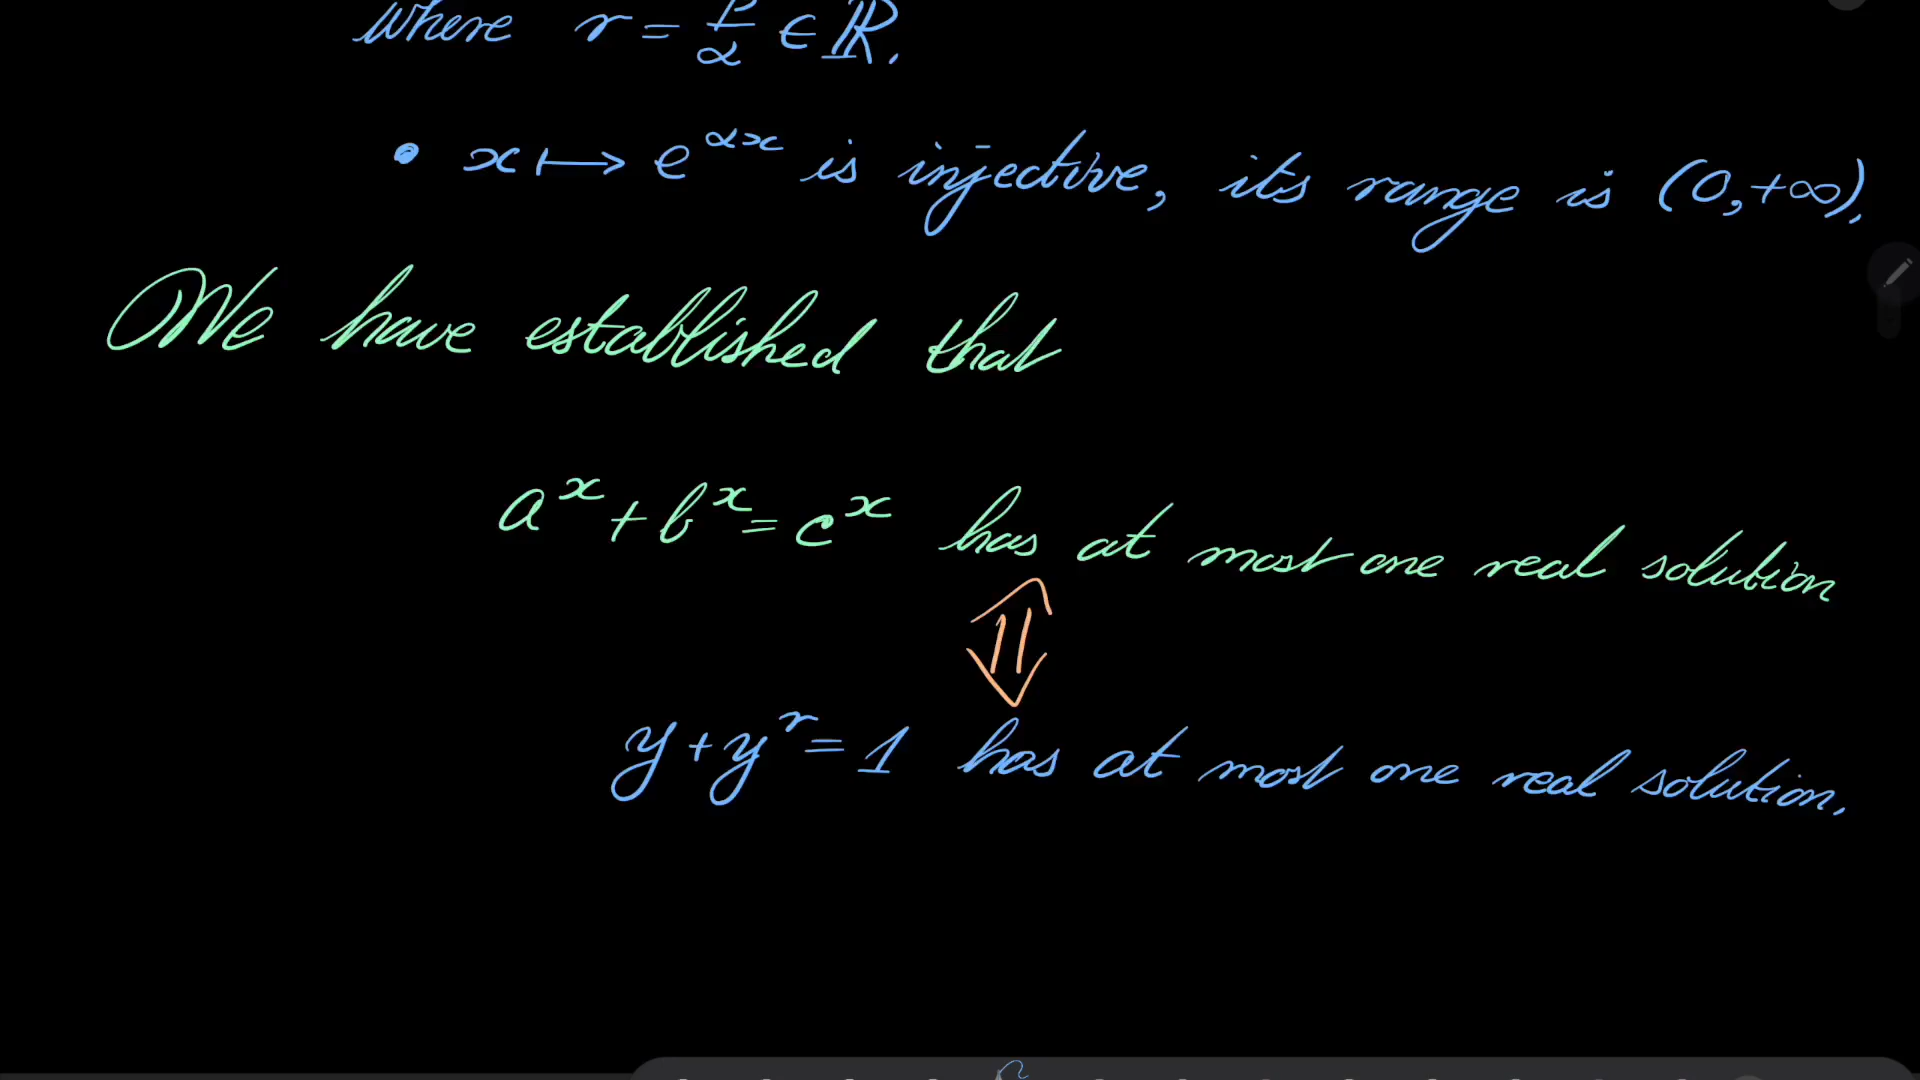 where r = β/α ∈ ℝ.
• x ⟼ e^{αx} is injective, its range is (0,+∞).
We have established that
a^x + b^x = c^x has at most one real solution
⇕
y + y^r = 1 has at most one real solution.